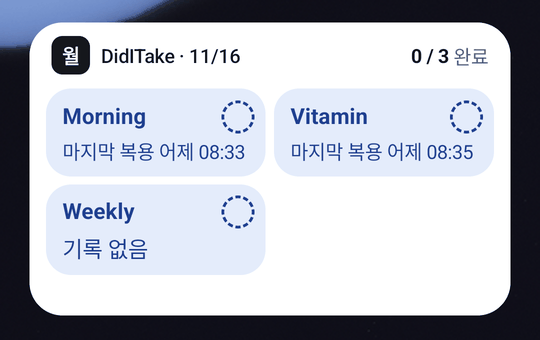 월 DidITake · 11/16 0 / 3 완료
Morning
마지막 복용 어제 08:33
Vitamin
마지막 복용 어제 08:35
Weekly
기록 없음